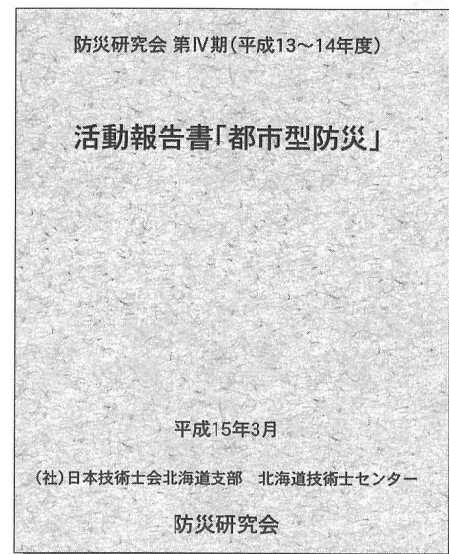 防災研究会 第Ⅳ期(平成13～14年度)
活動報告書「都市型防災」
平成15年3月
(社)日本技術士会北海道支部　北海道技術士センター
防災研究会